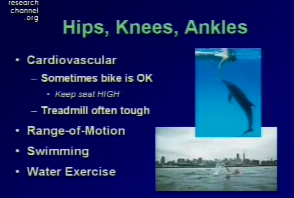 research
channel
.org
Hips, Knees, Ankles
• Cardiovascular
– Sometimes bike is OK
• Keep seat HIGH
– Treadmill often tough
• Range-of-Motion
• Swimming
• Water Exercise